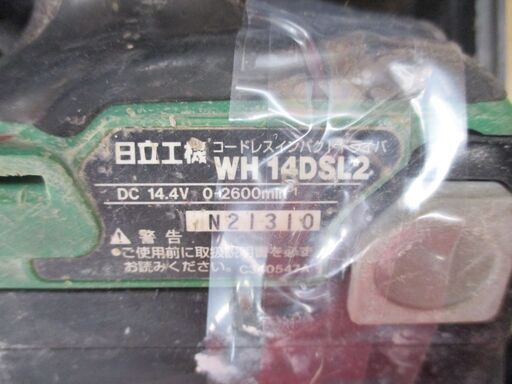 日立工機 コードレスインパクトドライバ
WH 14DSL2
DC 14.4V 0-2600min⁻¹
N21310
⚠警告
●ご使用前に取扱説明書を必ず
お読みください。 C340547A